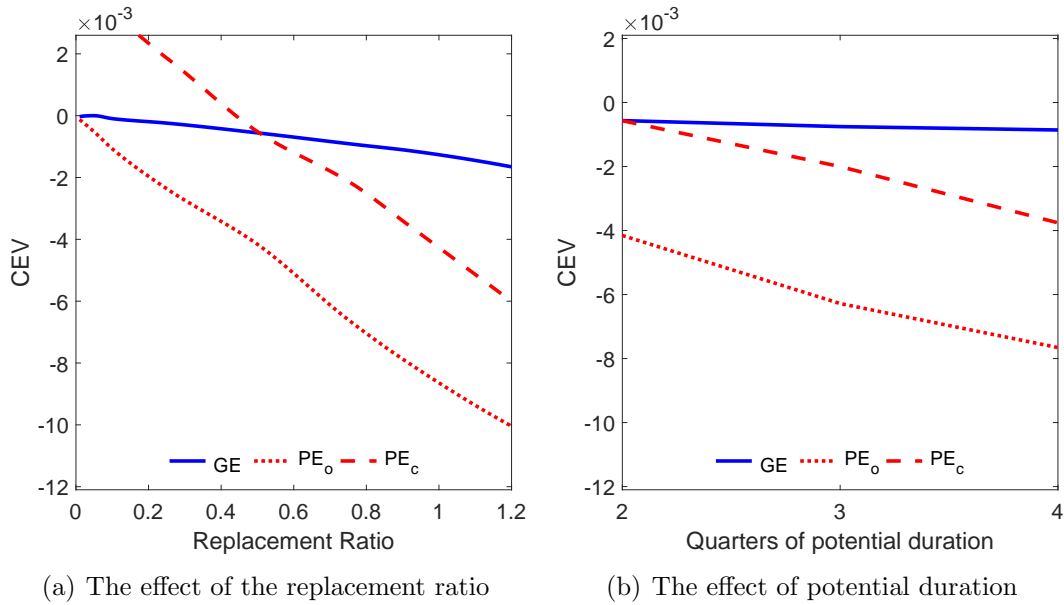 ×10⁻³
2
0
-2
-4
-6
-8
-10
-12
CEV
GE PEₒ PE_c
0 0.2 0.4 0.6 0.8 1 1.2
Replacement Ratio
(a) The effect of the replacement ratio
×10⁻³
2
0
-2
-4
-6
-8
-10
-12
CEV
GE PEₒ PE_c
2 3 4
Quarters of potential duration
(b) The effect of potential duration